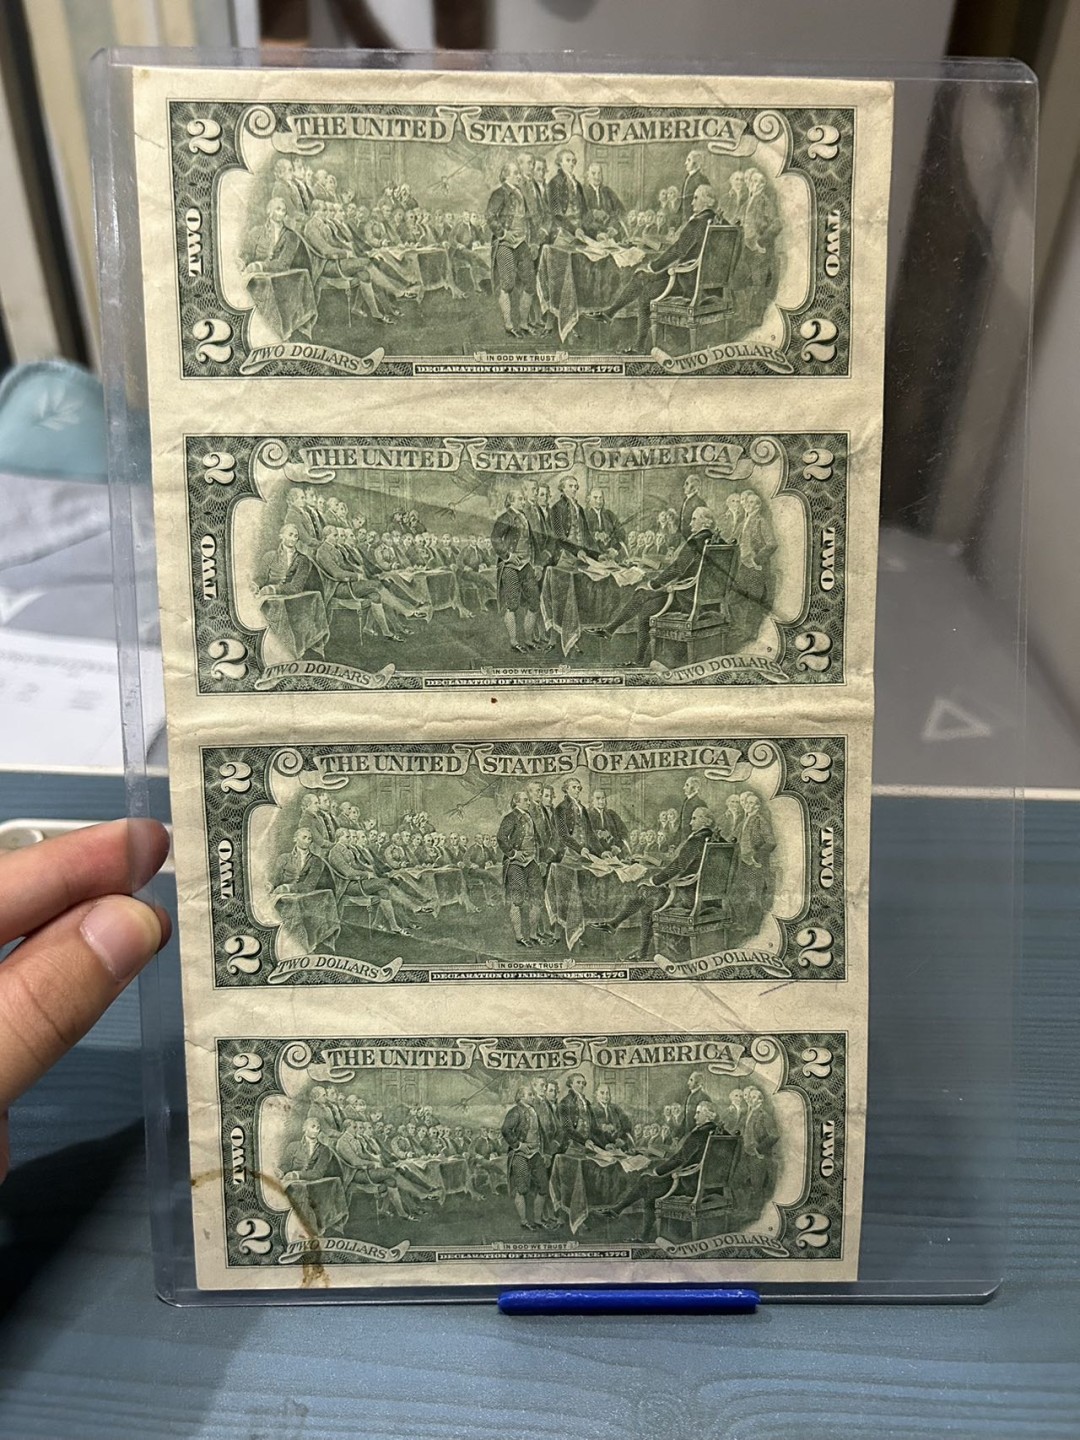 2 THE UNITED STATES OF AMERICA 2
TWO TWO
2 TWO DOLLARS IN GOD WE TRUST TWO DOLLARS 2
DECLARATION OF INDEPENDENCE, 1776
2 THE UNITED STATES OF AMERICA 2
TWO TWO
2 TWO DOLLARS IN GOD WE TRUST TWO DOLLARS 2
DECLARATION OF INDEPENDENCE, 1776
2 THE UNITED STATES OF AMERICA 2
TWO TWO
2 TWO DOLLARS IN GOD WE TRUST TWO DOLLARS 2
DECLARATION OF INDEPENDENCE, 1776
2 THE UNITED STATES OF AMERICA 2
TWO TWO
2 TWO DOLLARS IN GOD WE TRUST TWO DOLLARS 2
DECLARATION OF INDEPENDENCE, 1776